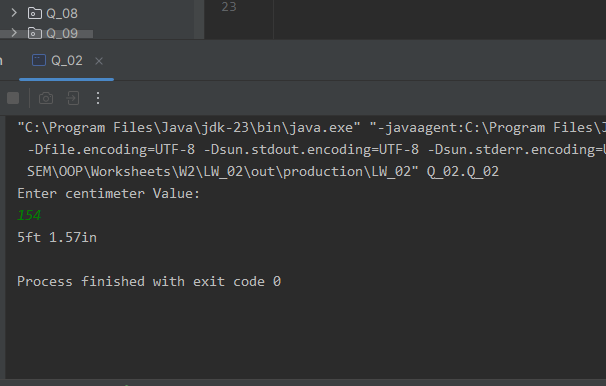 Q_08
23
Q_09
Q_02 ×
"C:\Program Files\Java\jdk-23\bin\java.exe" "-javaagent:C:\Program Files\J
-Dfile.encoding=UTF-8 -Dsun.stdout.encoding=UTF-8 -Dsun.stderr.encoding=
SEM\OOP\Worksheets\W2\LW_02\out\production\LW_02" Q_02.Q_02
Enter centimeter Value:
154
5ft 1.57in
Process finished with exit code 0